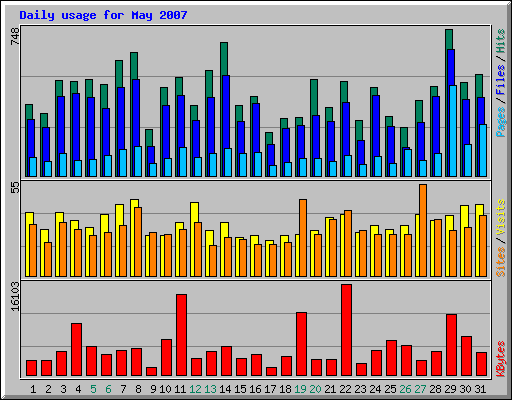 Daily usage for May 2007
748
Pages / Files / Hits
55
Sites / Visits
16103
KBytes
1 2 3 4 5 6 7 8 9 10 11 12 13 14 15 16 17 18 19 20 21 22 23 24 25 26 27 28 29 30 31